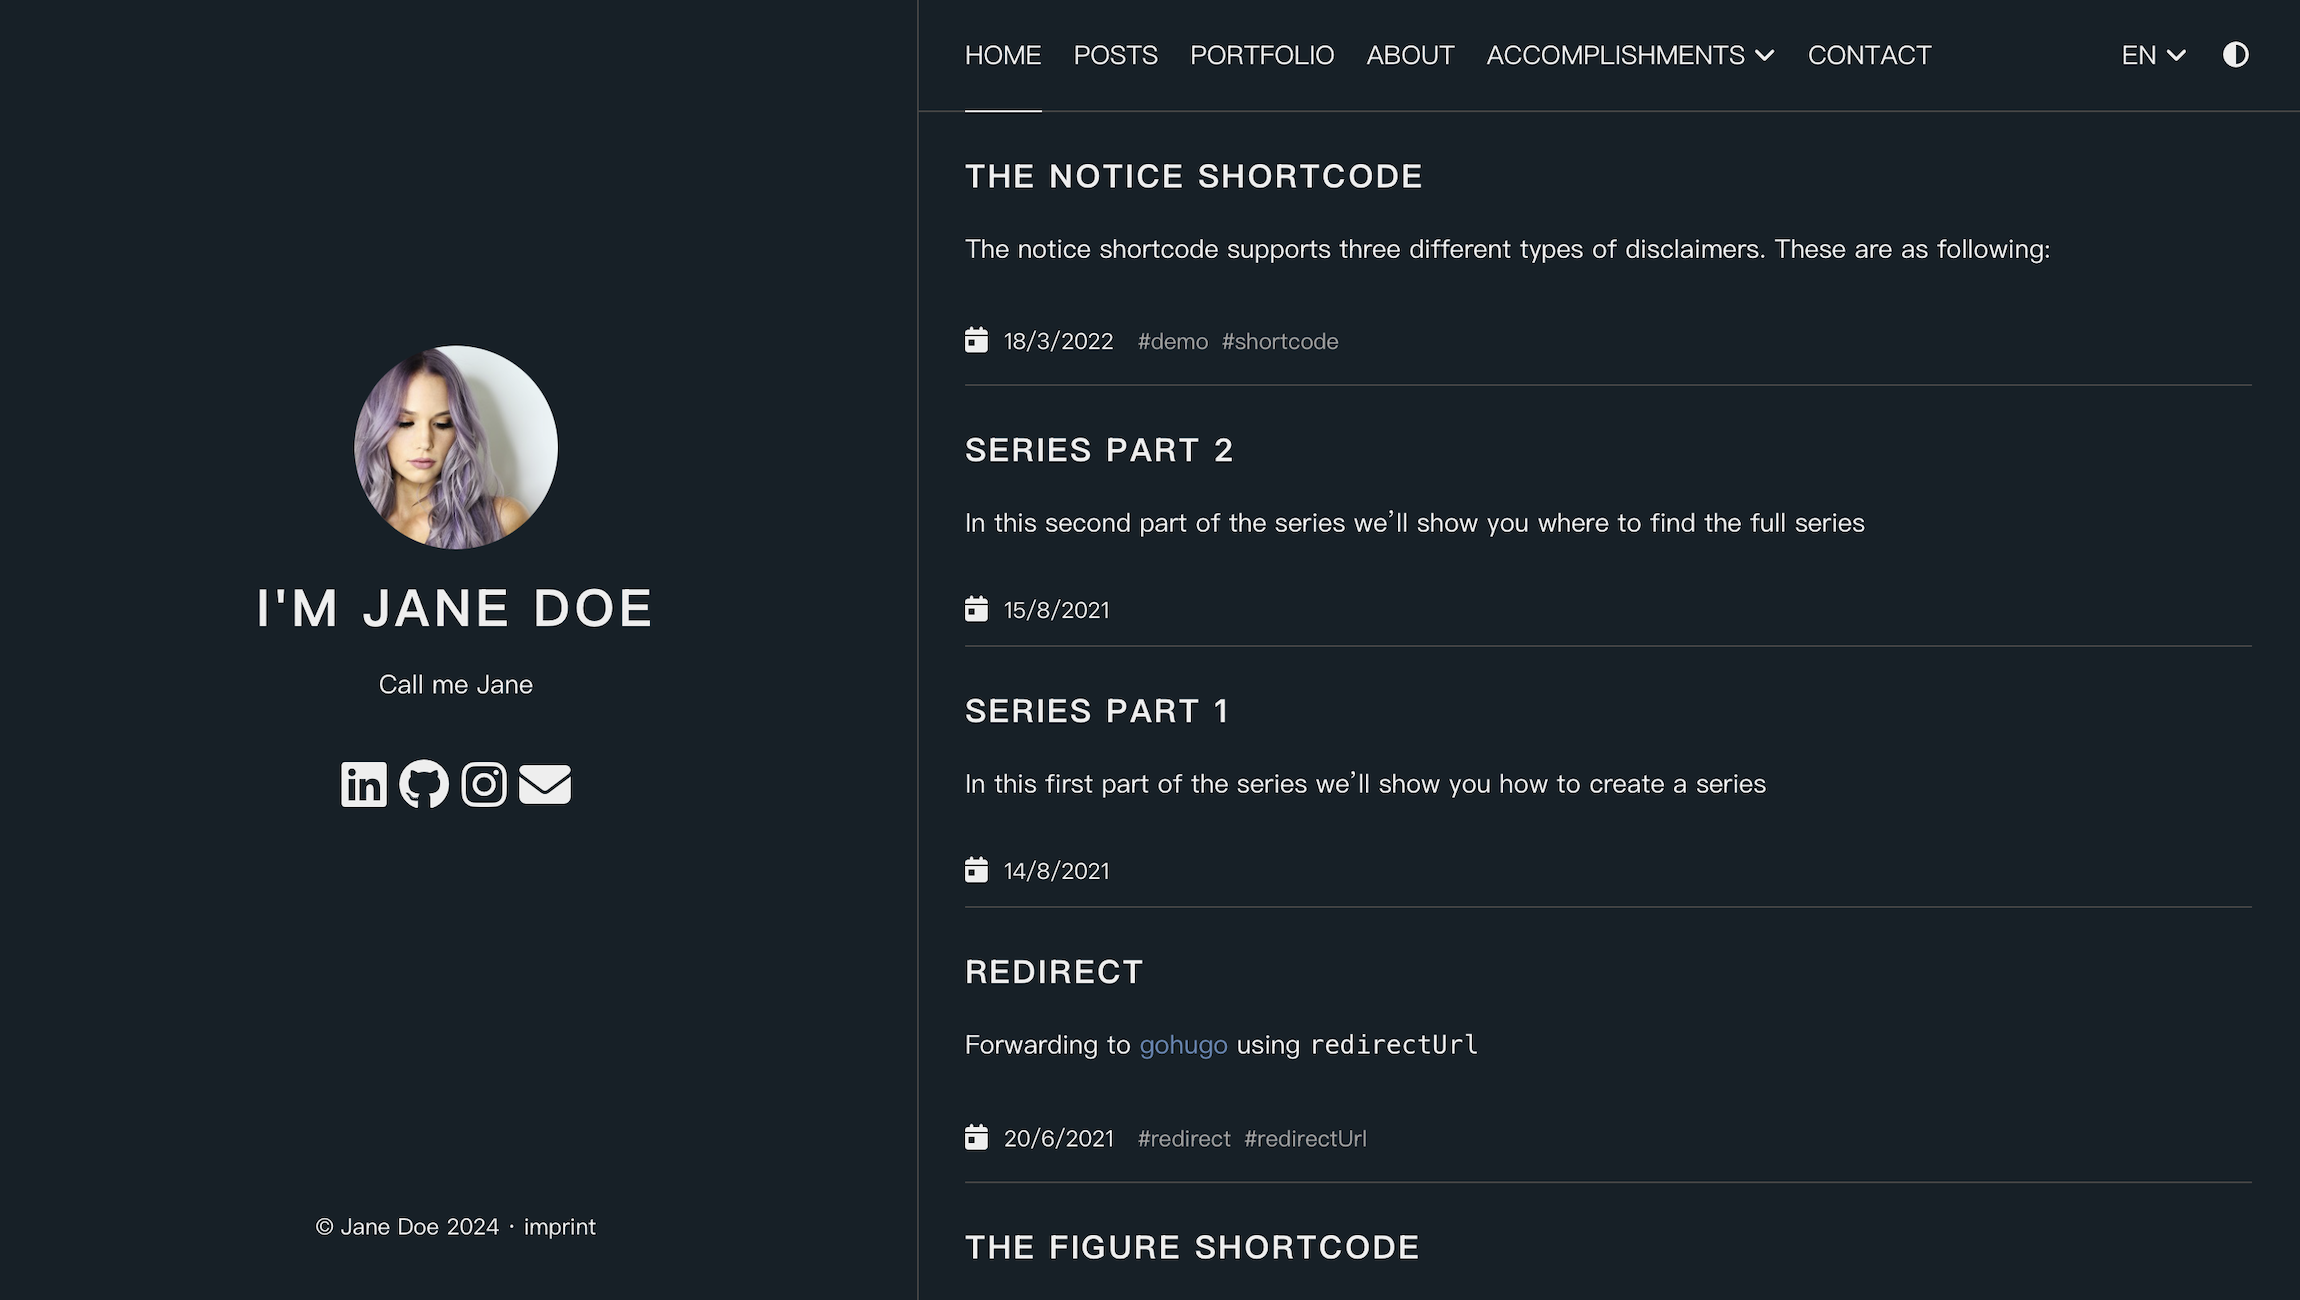 I'M JANE DOE
Call me Jane
© Jane Doe 2024 · imprint
HOME POSTS PORTFOLIO ABOUT ACCOMPLISHMENTS CONTACT EN
THE NOTICE SHORTCODE
The notice shortcode supports three different types of disclaimers. These are as following:
18/3/2022 #demo #shortcode
SERIES PART 2
In this second part of the series we’ll show you where to find the full series
15/8/2021
SERIES PART 1
In this first part of the series we’ll show you how to create a series
14/8/2021
REDIRECT
Forwarding to gohugo using redirectUrl
20/6/2021 #redirect #redirectUrl
THE FIGURE SHORTCODE